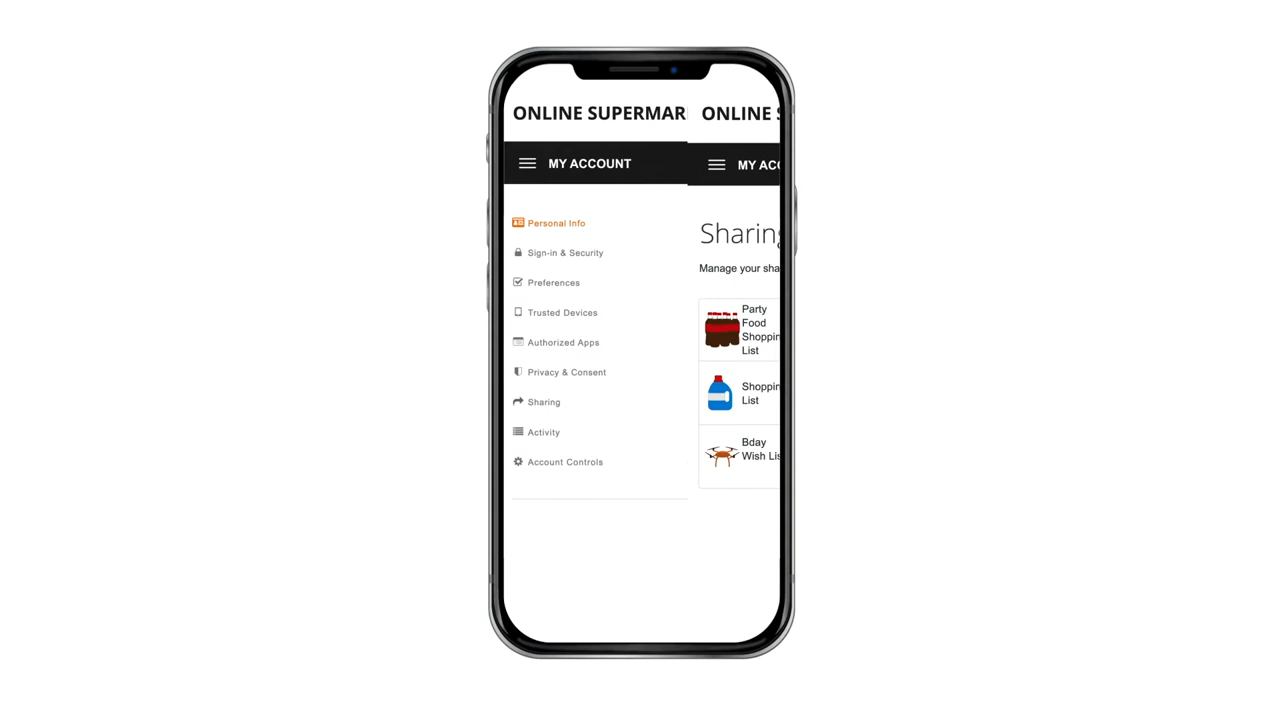 ONLINE SUPERMAR
MY ACCOUNT
Personal Info
Sign-in & Security
Preferences
Trusted Devices
Authorized Apps
Privacy & Consent
Sharing
Activity
Account Controls
ONLINE
MY ACC
Sharing
Manage your sha
Party
Food
Shoppin
List
Shoppin
List
Bday
Wish Lis